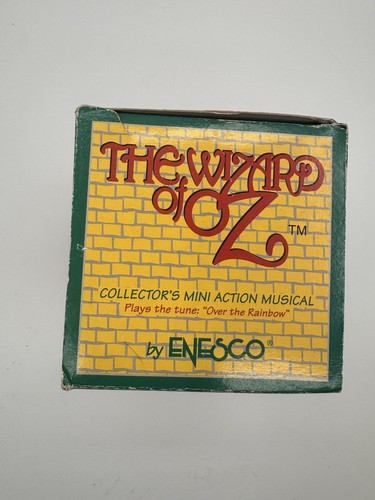 THE WIZARD
of OZ TM
COLLECTOR'S MINI ACTION MUSICAL
Plays the tune: "Over the Rainbow"
by ENESCO ®